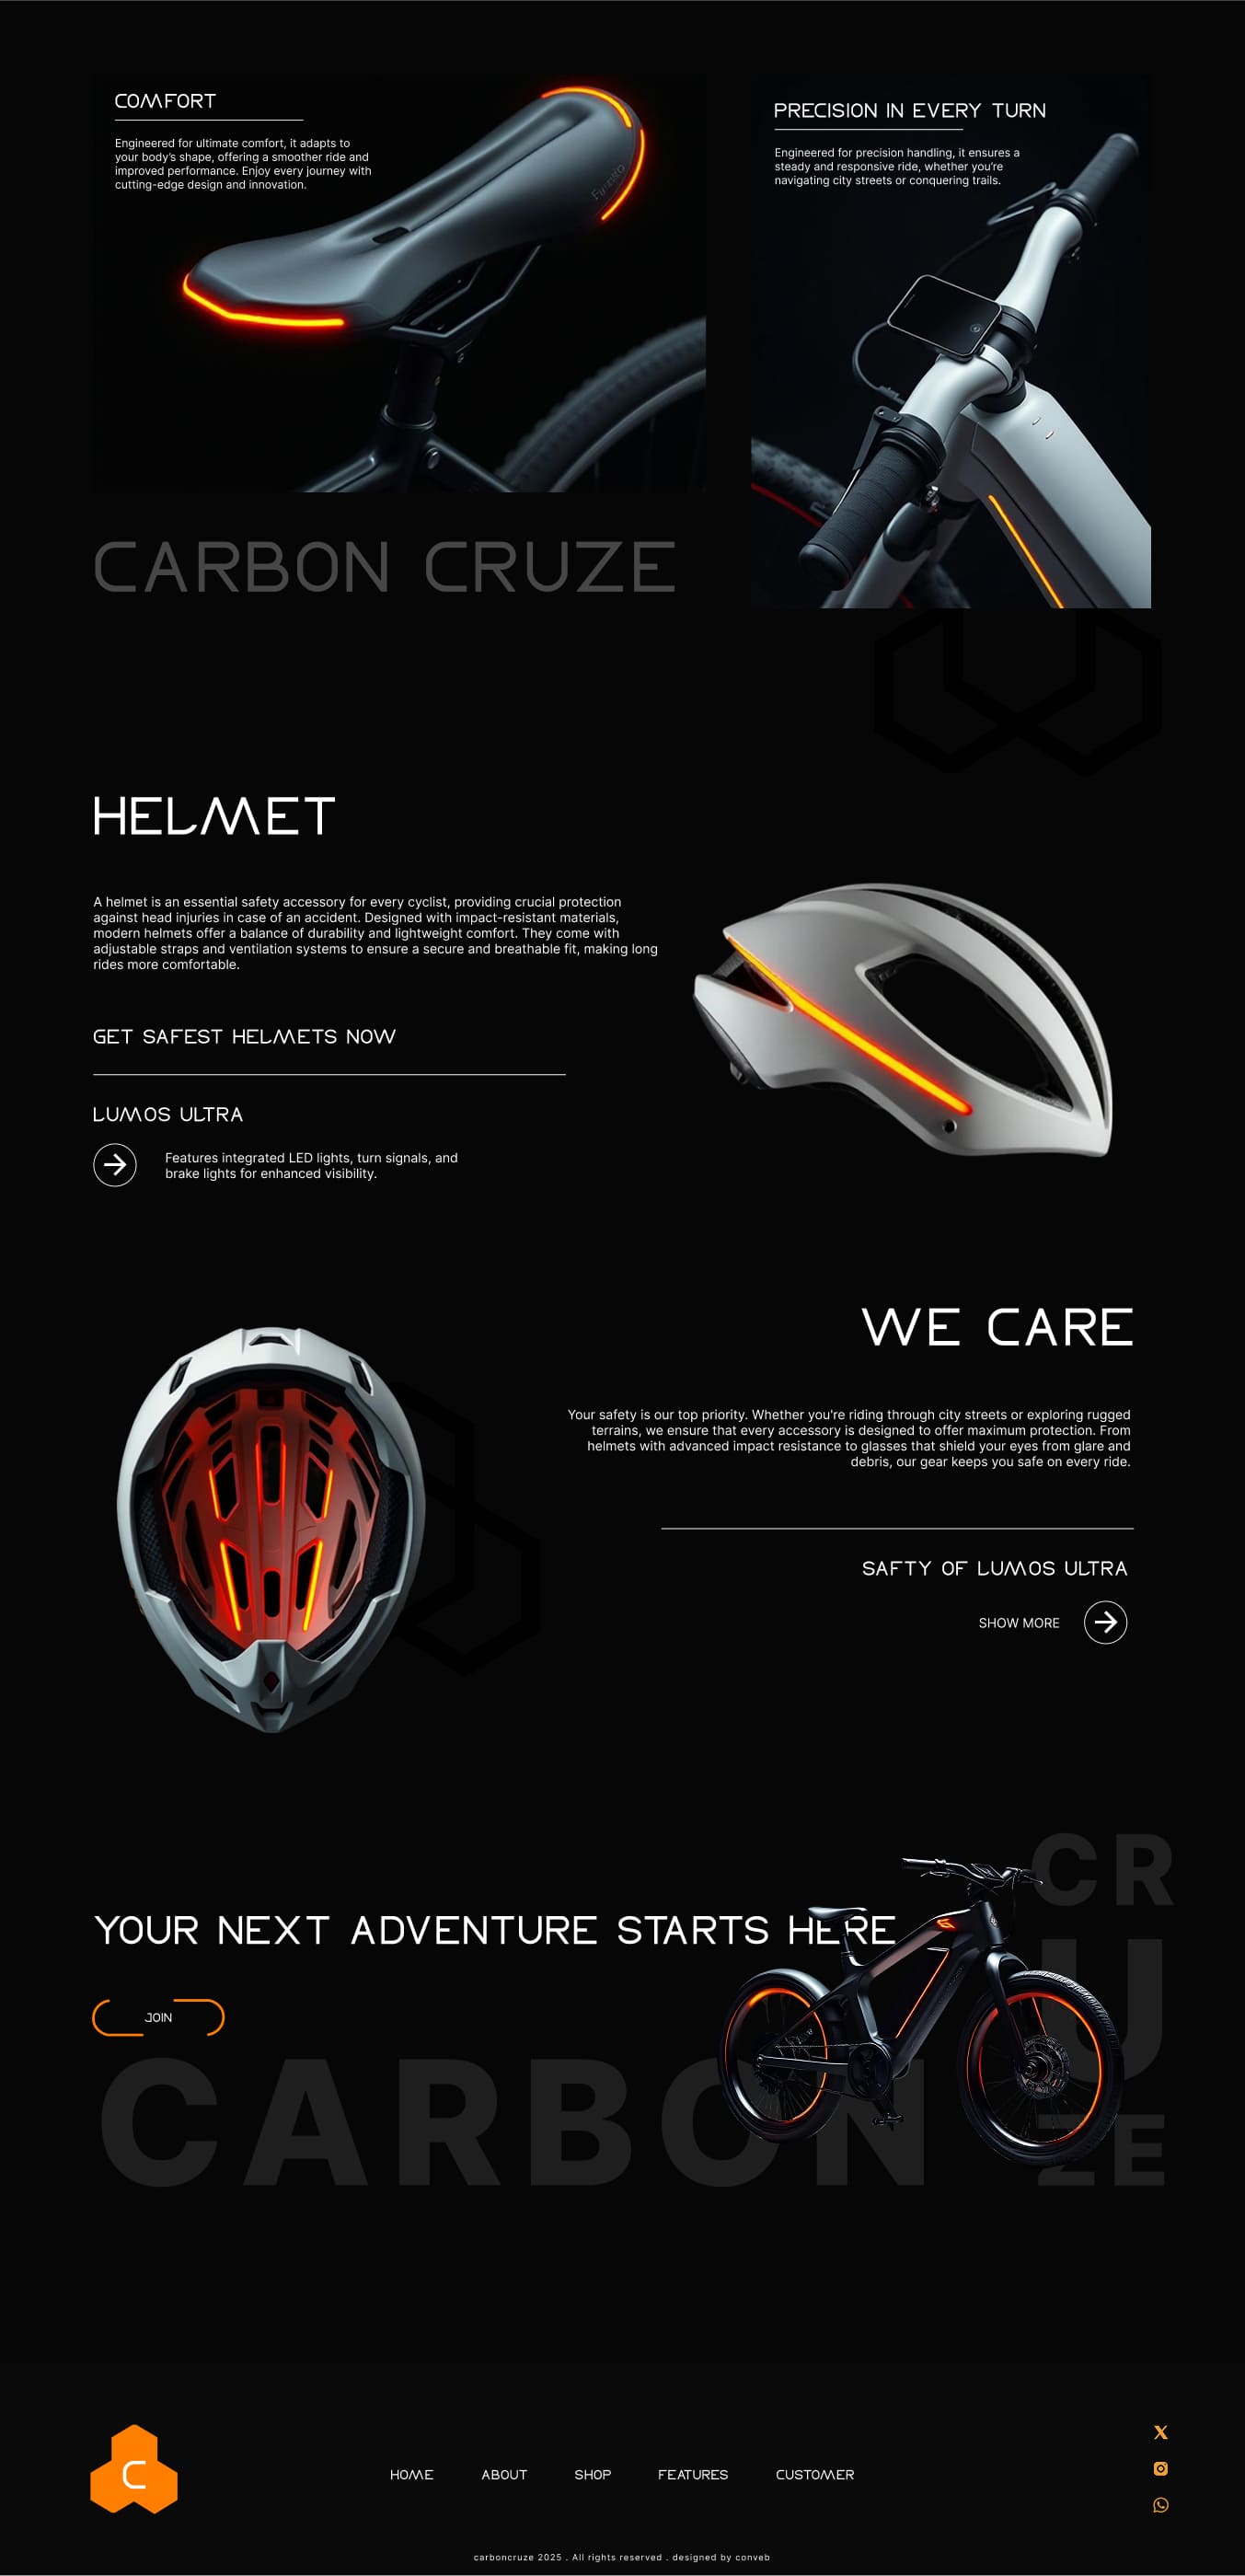 COMFORT
Engineered for ultimate comfort, it adapts to
your body's shape, offering a smoother ride and
improved performance. Enjoy every journey with
cutting-edge design and innovation.
PRECISION IN EVERY TURN
Engineered for precision handling, it ensures a
steady and responsive ride, whether you're
navigating city streets or conquering trails.
CARBON CRUZE
HELMET
A helmet is an essential safety accessory for every cyclist, providing crucial protection
against head injuries in case of an accident. Designed with impact-resistant materials,
modern helmets offer a balance of durability and lightweight comfort. They come with
adjustable straps and ventilation systems to ensure a secure and breathable fit, making long
rides more comfortable.
GET SAFEST HELMETS NOW
LUMOS ULTRA
Features integrated LED lights, turn signals, and
brake lights for enhanced visibility.
WE CARE
Your safety is our top priority. Whether you're riding through city streets or exploring rugged
terrains, we ensure that every accessory is designed to offer maximum protection. From
helmets with advanced impact resistance to glasses that shield your eyes from glare and
debris, our gear keeps you safe on every ride.
SAFTY OF LUMOS ULTRA
SHOW MORE
YOUR NEXT ADVENTURE STARTS HERE
JOIN
CARBON
CR
U
ZE
C
HOME ABOUT SHOP FEATURES CUSTOMER
carboncruze 2025 . All rights reserved . designed by conveb